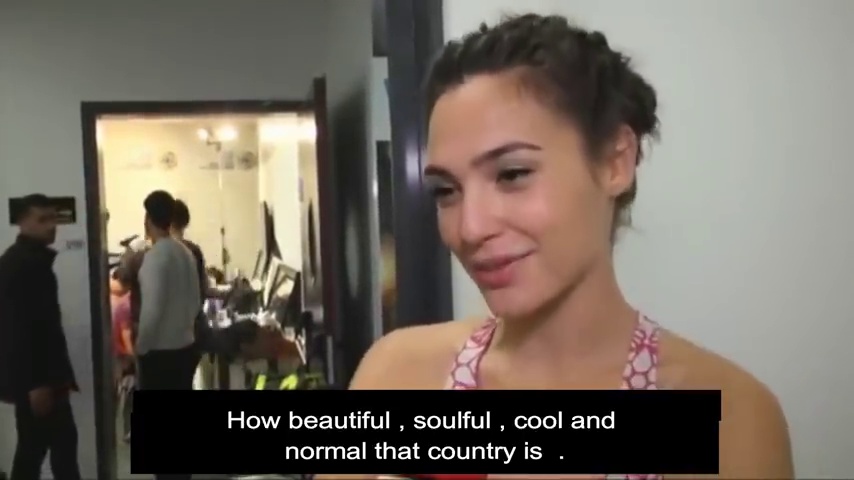 How beautiful , soulful , cool and
normal that country is  .